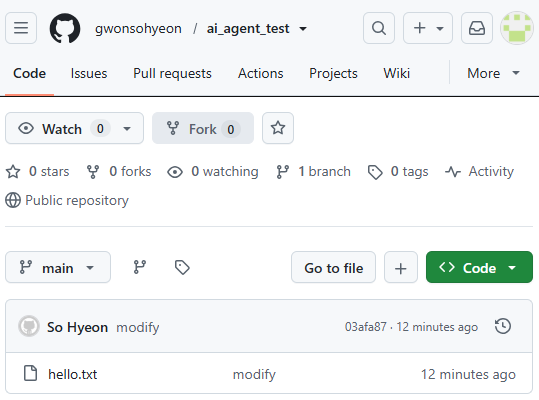 gwonsohyeon / ai_agent_test
Code Issues Pull requests Actions Projects Wiki More
Watch 0 Fork 0
0 stars 0 forks 0 watching 1 branch 0 tags Activity
Public repository
main Go to file Code
So Hyeon modify 03afa87 · 12 minutes ago
hello.txt modify 12 minutes ago